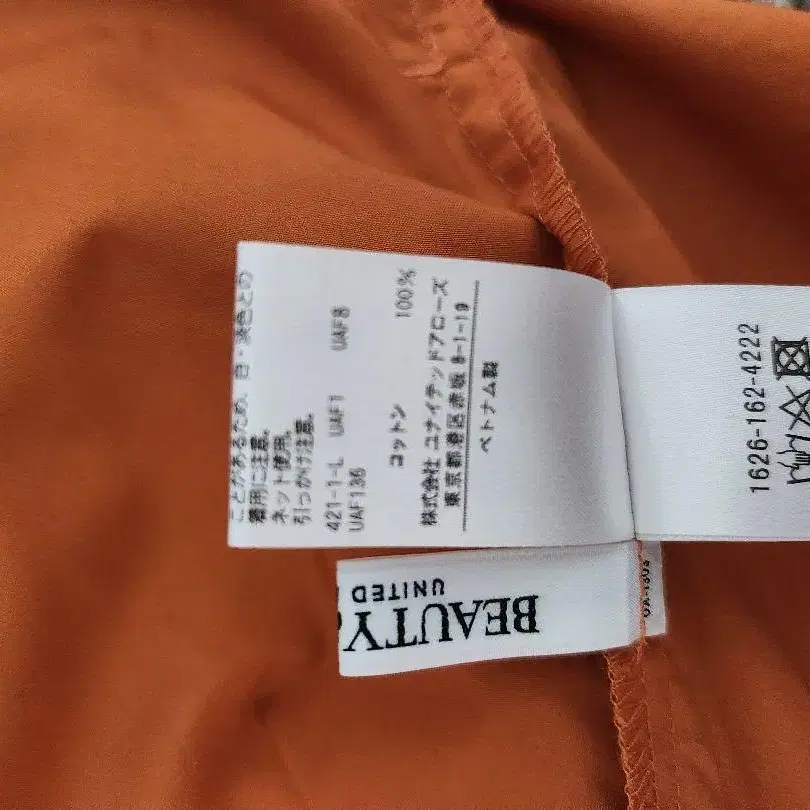 ことがあるため、白・淡色との
着用に注意。
ネット使用。
引っかけ注意。
421-1-L UAF1 UAF8
UAF136
コットン 100%
株式会社 ユナイテッドアローズ
東京都港区赤坂 8-1-19
ベトナム製
1626-162-4222
BEAUTY
UNITED